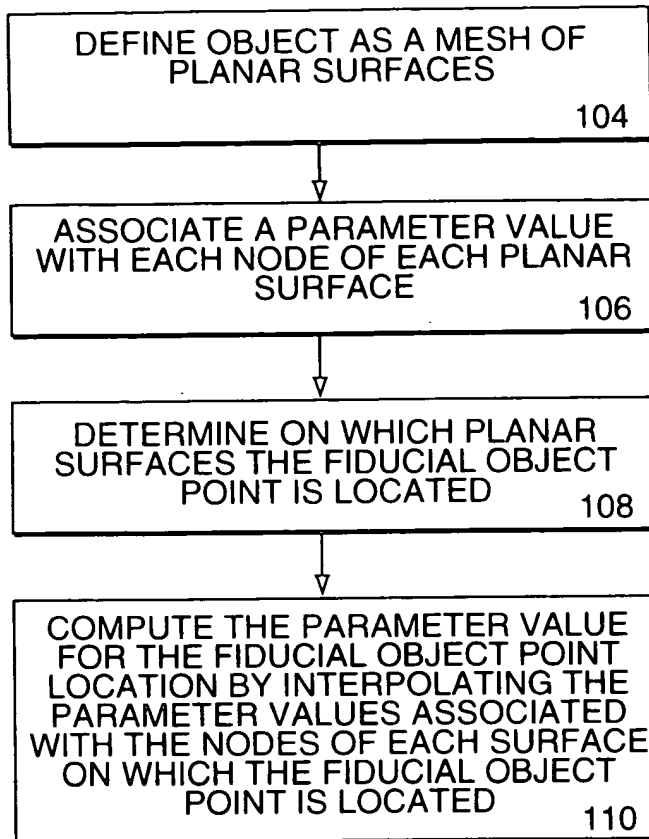 DEFINE OBJECT AS A MESH OF
PLANAR SURFACES
104
ASSOCIATE A PARAMETER VALUE
WITH EACH NODE OF EACH PLANAR
SURFACE
106
DETERMINE ON WHICH PLANAR
SURFACES THE FIDUCIAL OBJECT
POINT IS LOCATED
108
COMPUTE THE PARAMETER VALUE
FOR THE FIDUCIAL OBJECT POINT
LOCATION BY INTERPOLATING THE
PARAMETER VALUES ASSOCIATED
WITH THE NODES OF EACH SURFACE
ON WHICH THE FIDUCIAL OBJECT
POINT IS LOCATED
110